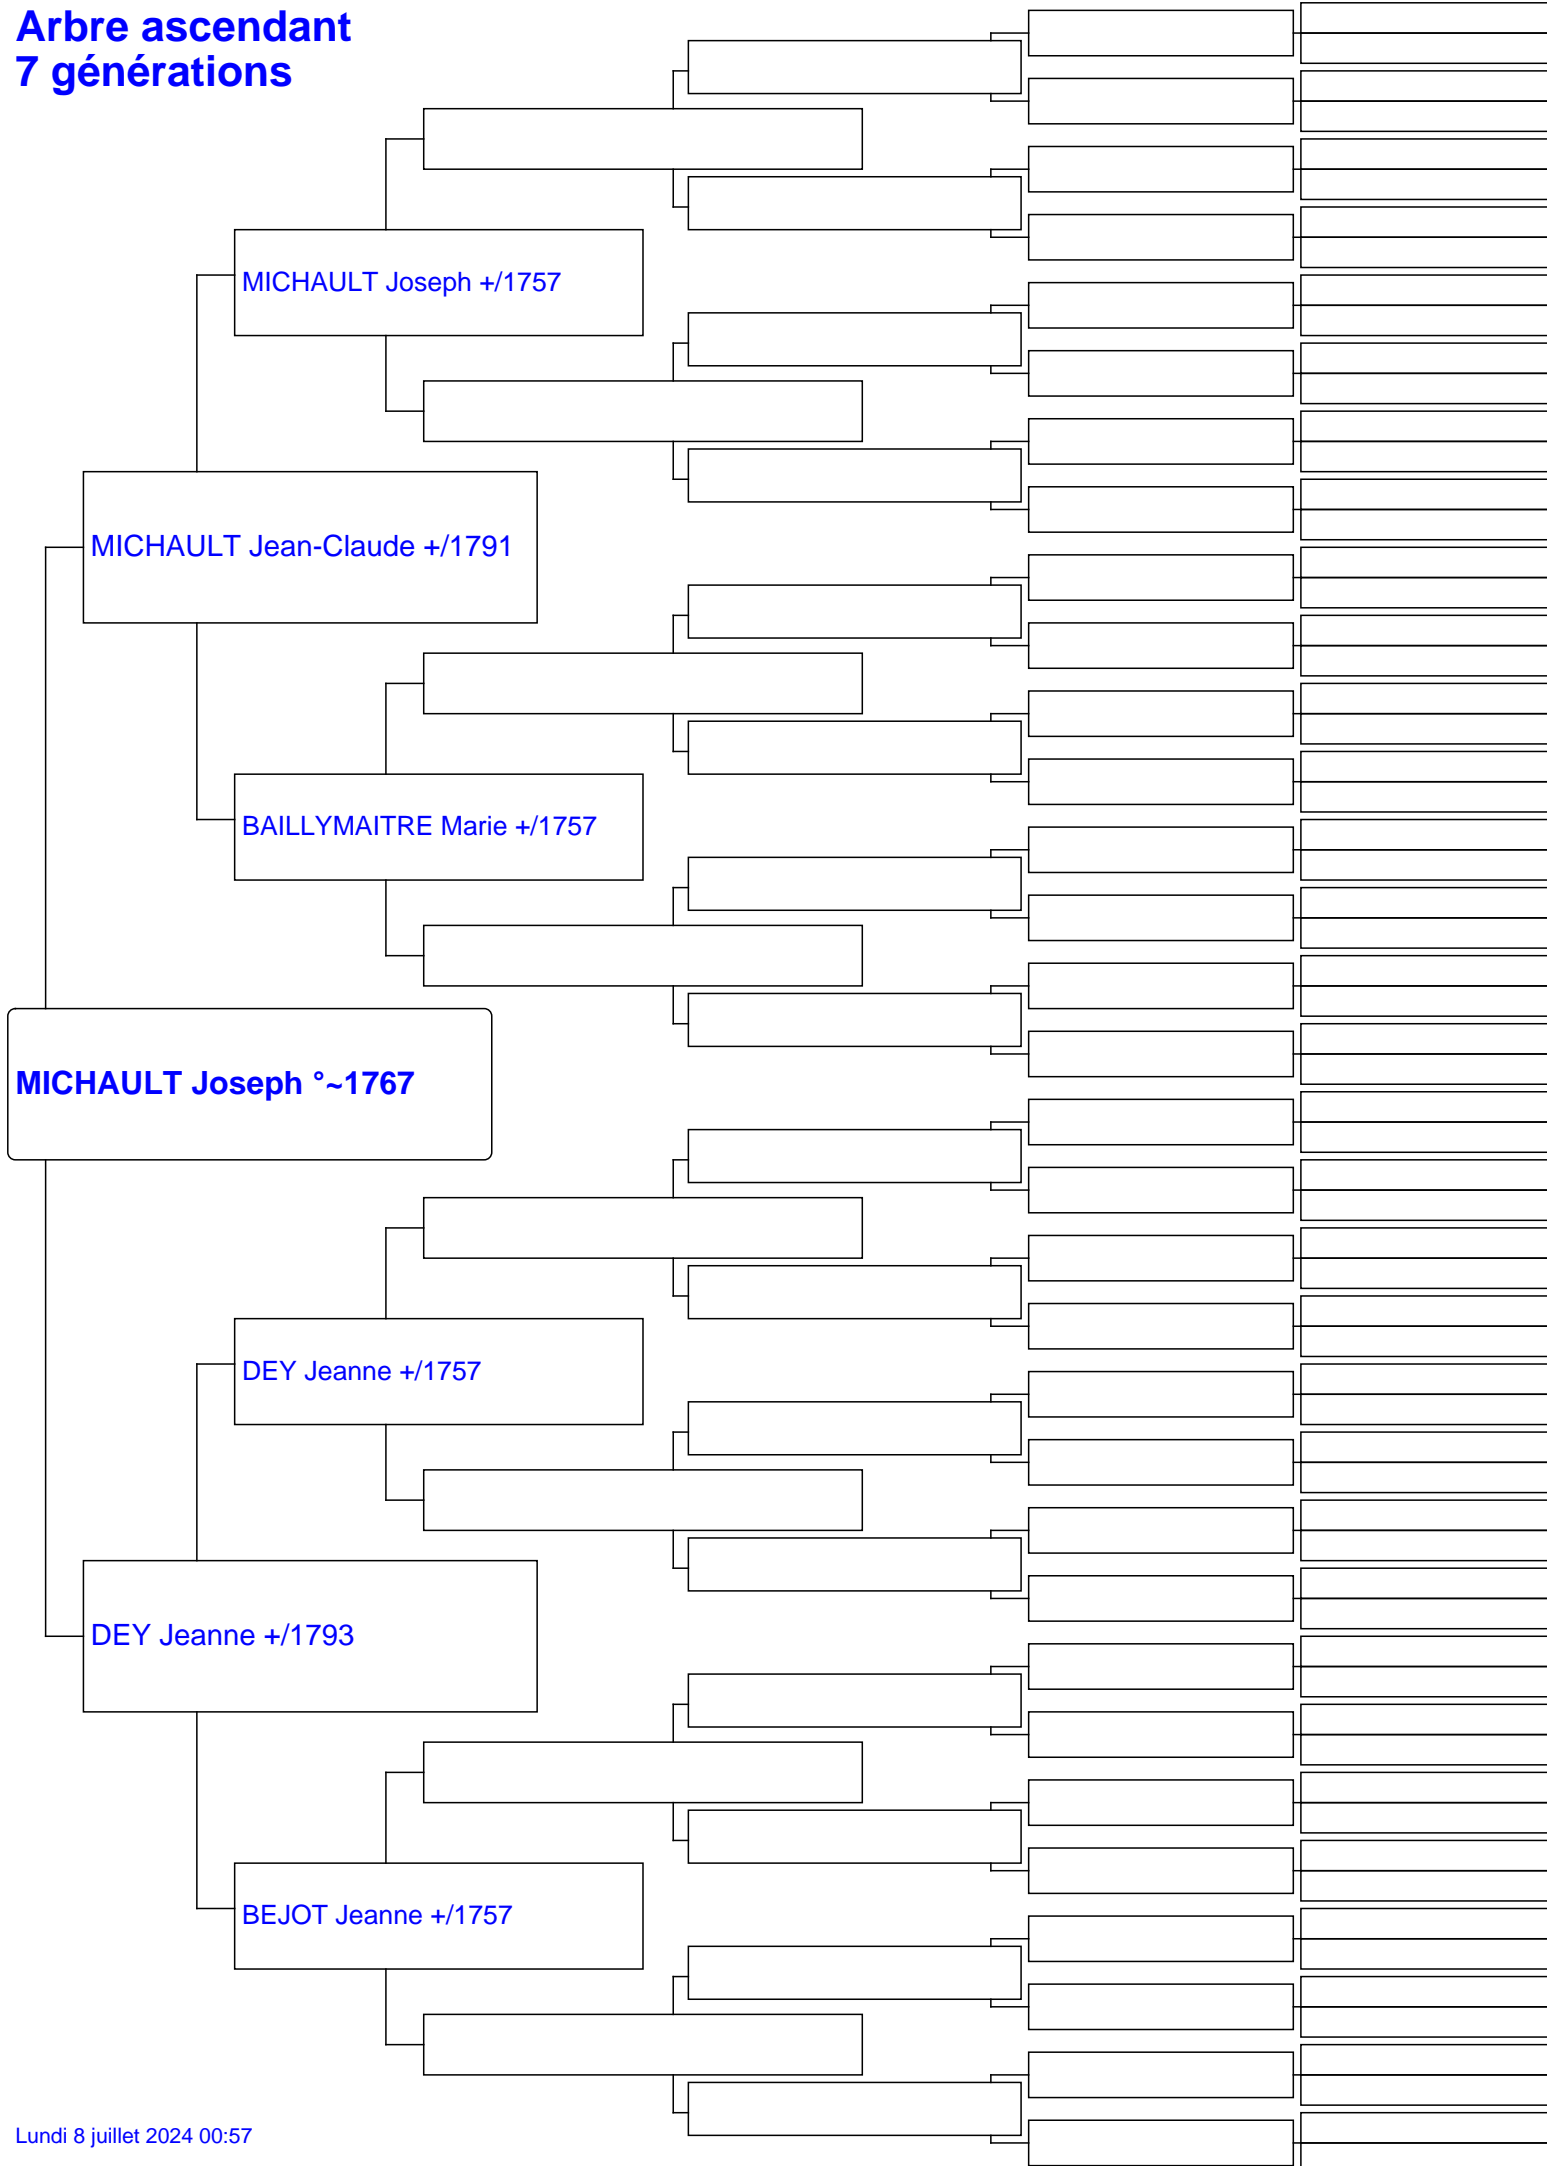 Arbre ascendant
7 générations
MICHAULT Joseph +/1757
MICHAULT Jean-Claude +/1791
BAILLYMAITRE Marie +/1757
MICHAULT Joseph °~1767
DEY Jeanne +/1757
DEY Jeanne +/1793
BEJOT Jeanne +/1757
Lundi 8 juillet 2024 00:57